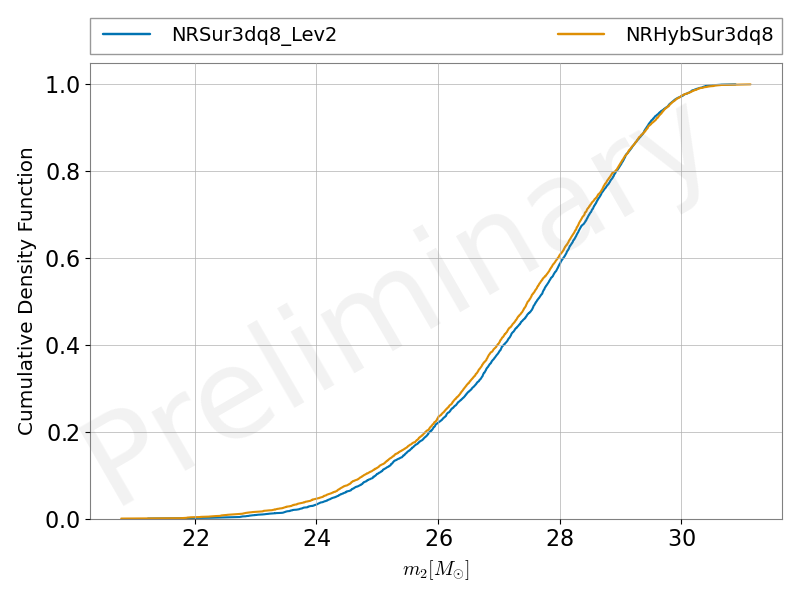 NRSur3dq8_Lev2 NRHybSur3dq8
1.0
0.8
0.6
0.4
0.2
0.0
Cumulative Density Function
Preliminary
22 24 26 28 30
m₂[M⊙]